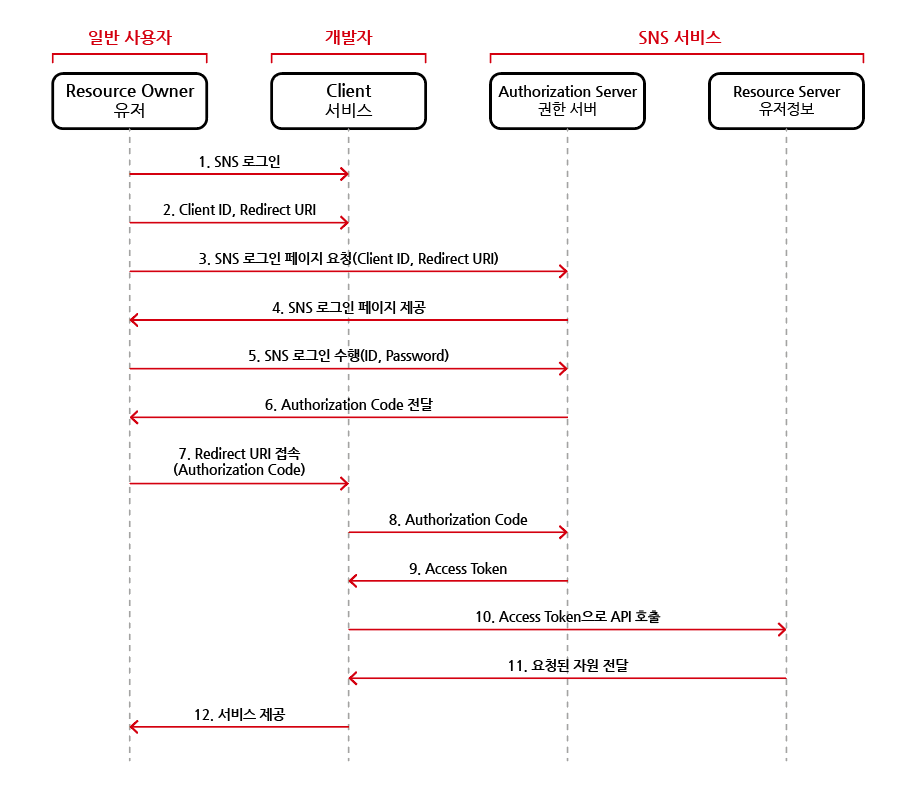 일반 사용자
개발자
SNS 서비스
Resource Owner
유저
Client
서비스
Authorization Server
권한 서버
Resource Server
유저정보
1. SNS 로그인
2. Client ID, Redirect URI
3. SNS 로그인 페이지 요청(Client ID, Redirect URI)
4. SNS 로그인 페이지 제공
5. SNS 로그인 수행(ID, Password)
6. Authorization Code 전달
7. Redirect URI 접속
(Authorization Code)
8. Authorization Code
9. Access Token
10. Access Token으로 API 호출
11. 요청된 자원 전달
12. 서비스 제공